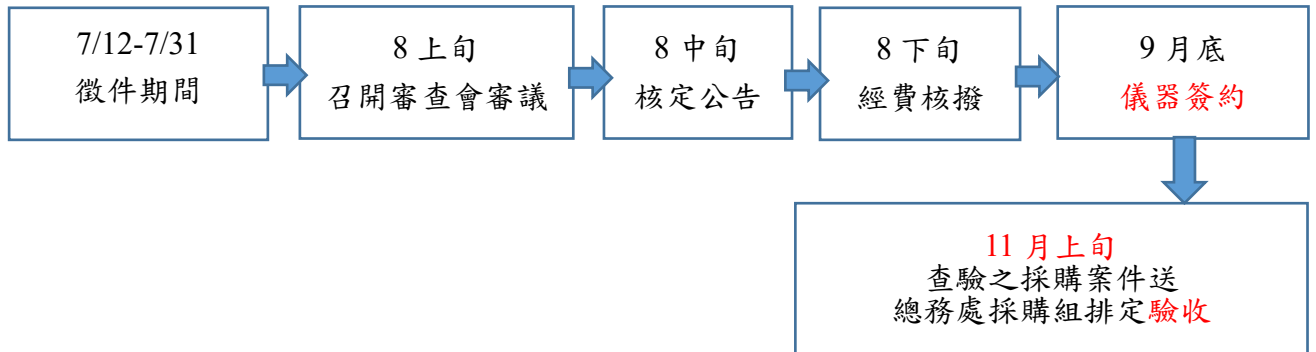 7/12-7/31
徵件期間
8 上旬
召開審查會審議
8 中旬
核定公告
8 下旬
經費核撥
9 月底
儀器簽約
11 月上旬
查驗之採購案件送
總務處採購組排定驗收